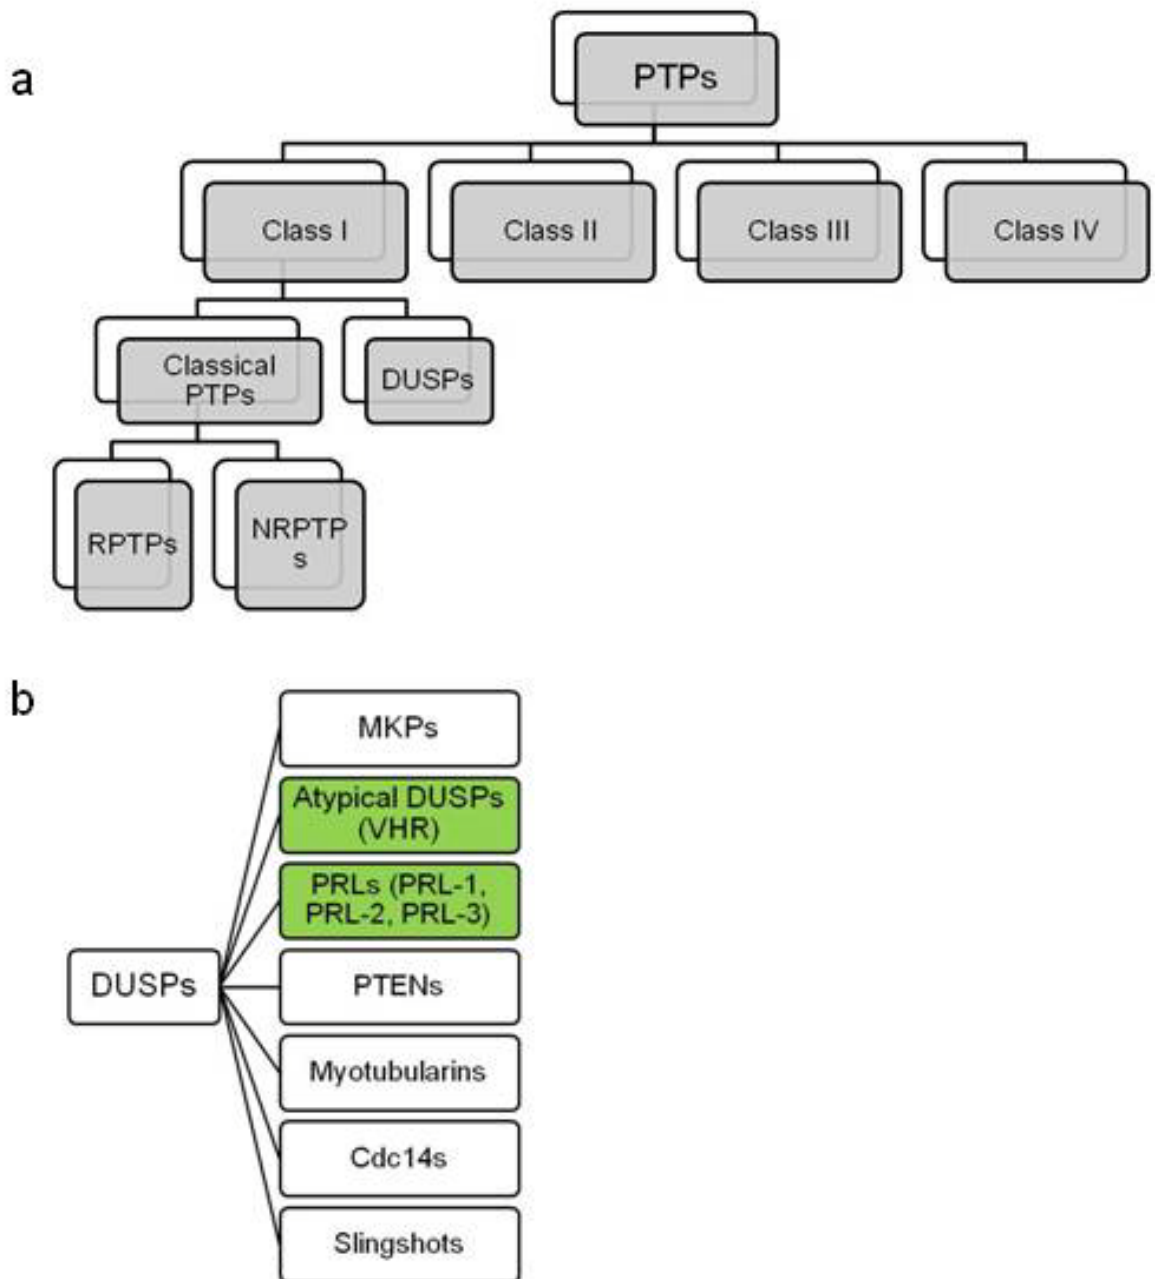 a
PTPs
Class I
Class II
Class III
Class IV
Classical
PTPs
DUSPs
RPTPs
NRPTP
s
b
MKPs
Atypical DUSPs
(VHR)
PRLs (PRL-1,
PRL-2, PRL-3)
DUSPs
PTENs
Myotubularins
Cdc14s
Slingshots